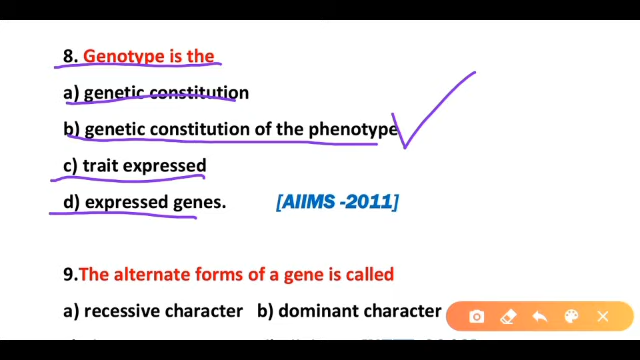 8. Genotype is the
a) genetic constitution
b) genetic constitution of the phenotype
c) trait expressed
d) expressed genes. [AIIMS -2011]
9.The alternate forms of a gene is called
a) recessive character b) dominant character